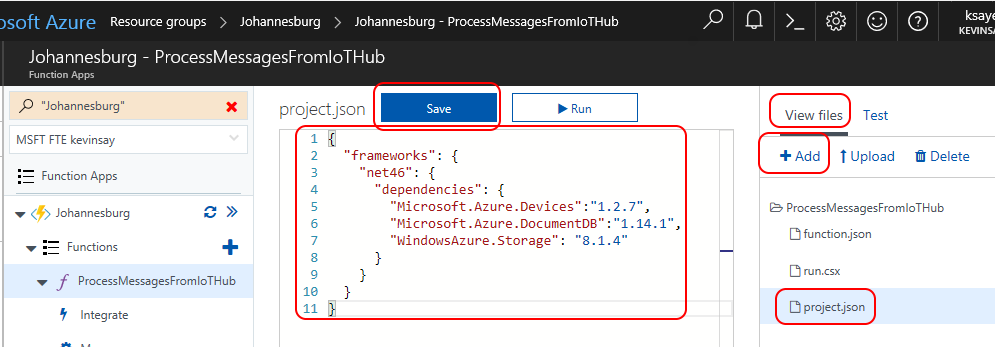 osoft Azure Resource groups Johannesburg Johannesburg - ProcessMessagesFromIoTHub ksaye
KEVINSA
Johannesburg - ProcessMessagesFromIoTHub
Function Apps
"Johannesburg"
MSFT FTE kevinsay
Function Apps
Johannesburg
Functions
ProcessMessagesFromIoTHub
Integrate
project.json Save Run
1 {
2 "frameworks": {
3 "net46": {
4 "dependencies": {
5 "Microsoft.Azure.Devices":"1.2.7",
6 "Microsoft.Azure.DocumentDB":"1.14.1",
7 "WindowsAzure.Storage": "8.1.4"
8 }
9 }
10 }
11 }
View files Test
Add Upload Delete
ProcessMessagesFromIoTHub
function.json
run.csx
project.json